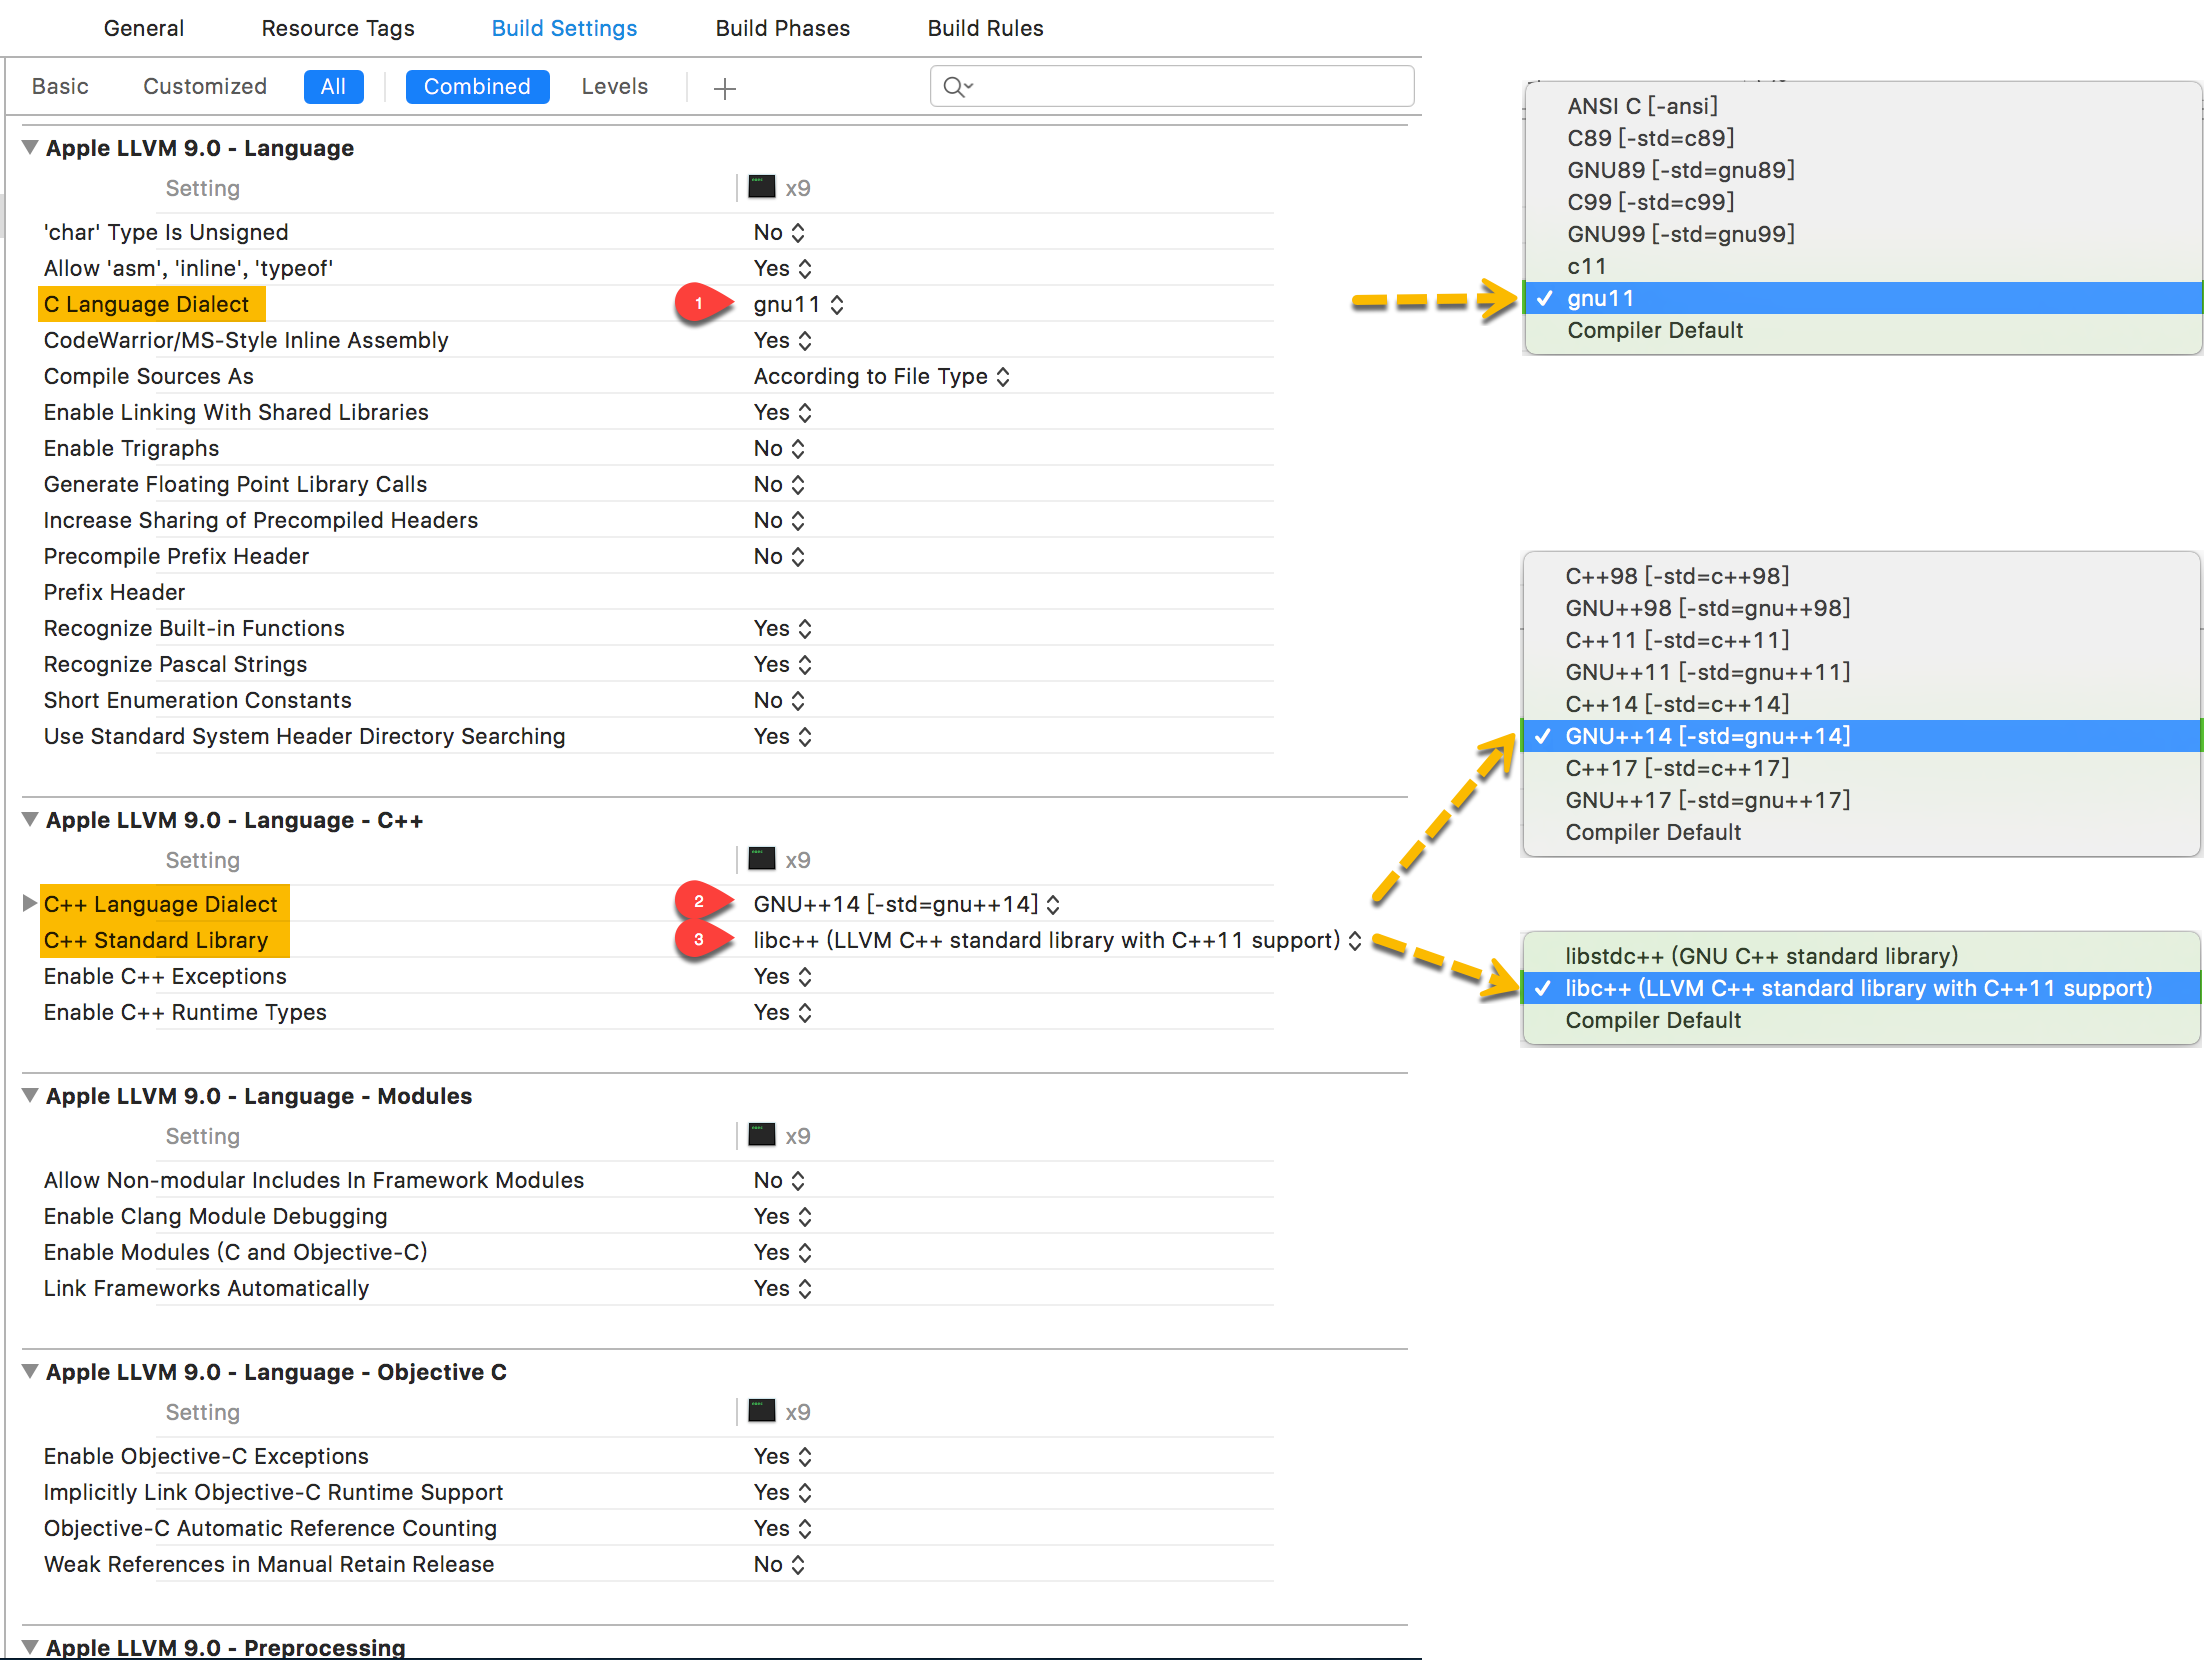 General Resource Tags Build Settings Build Phases Build Rules
Basic Customized All Combined Levels
Apple LLVM 9.0 - Language
Setting x9
'char' Type Is Unsigned No
Allow 'asm', 'inline', 'typeof' Yes
C Language Dialect 1 gnu11
CodeWarrior/MS-Style Inline Assembly Yes
Compile Sources As According to File Type
Enable Linking With Shared Libraries Yes
Enable Trigraphs No
Generate Floating Point Library Calls No
Increase Sharing of Precompiled Headers No
Precompile Prefix Header No
Prefix Header
Recognize Built-in Functions Yes
Recognize Pascal Strings Yes
Short Enumeration Constants No
Use Standard System Header Directory Searching Yes
Apple LLVM 9.0 - Language - C++
Setting x9
C++ Language Dialect 2 GNU++14 [-std=gnu++14]
C++ Standard Library 3 libc++ (LLVM C++ standard library with C++11 support)
Enable C++ Exceptions Yes
Enable C++ Runtime Types Yes
Apple LLVM 9.0 - Language - Modules
Setting x9
Allow Non-modular Includes In Framework Modules No
Enable Clang Module Debugging Yes
Enable Modules (C and Objective-C) Yes
Link Frameworks Automatically Yes
Apple LLVM 9.0 - Language - Objective C
Setting x9
Enable Objective-C Exceptions Yes
Implicitly Link Objective-C Runtime Support Yes
Objective-C Automatic Reference Counting Yes
Weak References in Manual Retain Release No
Apple LLVM 9.0 - Preprocessing
ANSI C [-ansi]
C89 [-std=c89]
GNU89 [-std=gnu89]
C99 [-std=c99]
GNU99 [-std=gnu99]
c11
✓ gnu11
Compiler Default
C++98 [-std=c++98]
GNU++98 [-std=gnu++98]
C++11 [-std=c++11]
GNU++11 [-std=gnu++11]
C++14 [-std=c++14]
✓ GNU++14 [-std=gnu++14]
C++17 [-std=c++17]
GNU++17 [-std=gnu++17]
Compiler Default
libstdc++ (GNU C++ standard library)
✓ libc++ (LLVM C++ standard library with C++11 support)
Compiler Default